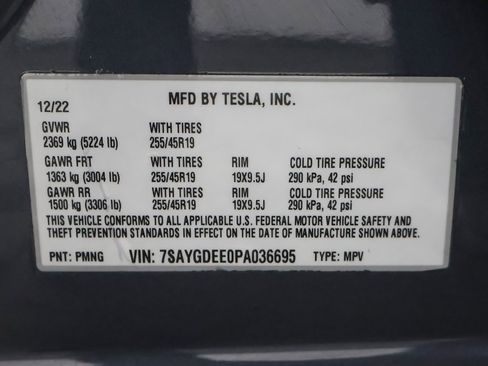 MFD BY TESLA, INC.
12/22
GVWR WITH TIRES
2369 kg (5224 lb) 255/45R19
GAWR FRT WITH TIRES RIM COLD TIRE PRESSURE
1363 kg (3004 lb) 255/45R19 19X9.5J 290 kPa, 42 psi
GAWR RR WITH TIRES RIM COLD TIRE PRESSURE
1500 kg (3306 lb) 255/45R19 19X9.5J 290 kPa, 42 psi
THIS VEHICLE CONFORMS TO ALL APPLICABLE U.S. FEDERAL MOTOR VEHICLE SAFETY AND
THEFT PREVENTION STANDARDS IN EFFECT ON THE DATE OF MANUFACTURE SHOWN ABOVE.
PNT: PMNG VIN: 7SAYGDEE0PA036695 TYPE: MPV